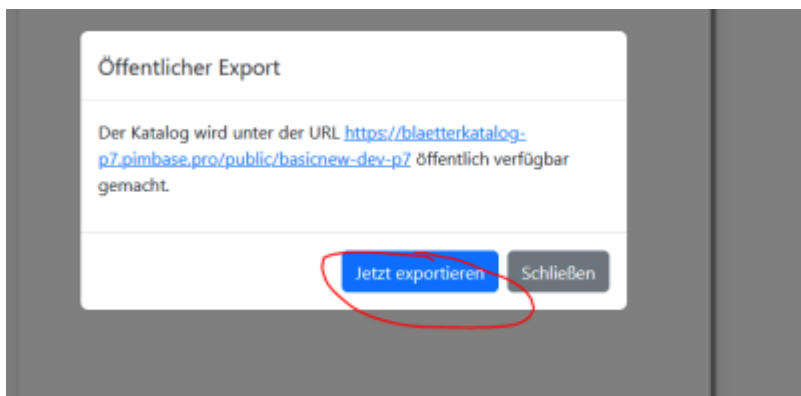 Öffentlicher Export
Der Katalog wird unter der URL https://blaetterkatalog-
p7.pimbase.pro/public/basicnew-dev-p7 öffentlich verfügbar
gemacht.
Jetzt exportieren Schließen